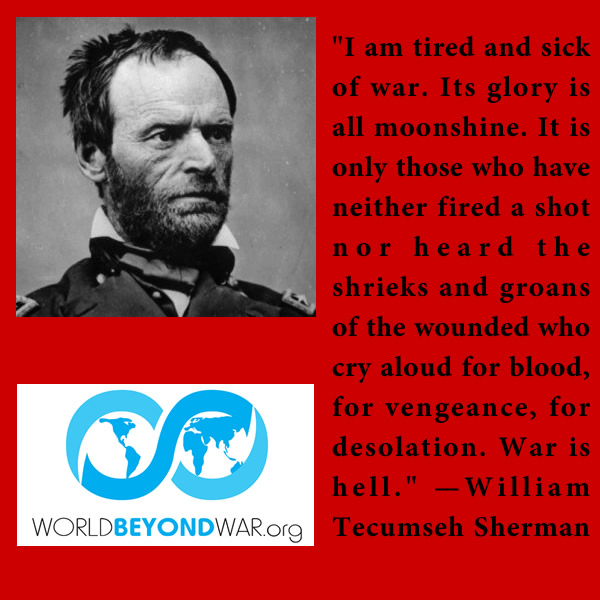 "I am tired and sick
of war. Its glory is
all moonshine. It is
only those who have
neither fired a shot
nor heard the
shrieks and groans
of the wounded who
cry aloud for blood,
for vengeance, for
desolation. War is
hell." —William
Tecumseh Sherman
WORLDBEYONDWAR.org